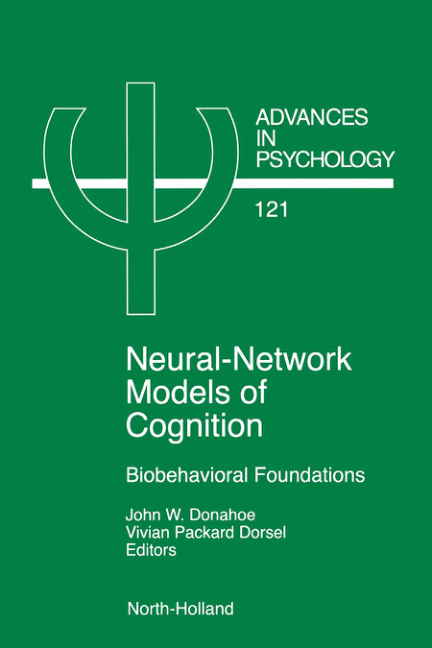 ADVANCES
IN
PSYCHOLOGY
121
Neural-Network
Models of
Cognition
Biobehavioral Foundations
John W. Donahoe
Vivian Packard Dorsel
Editors
North-Holland